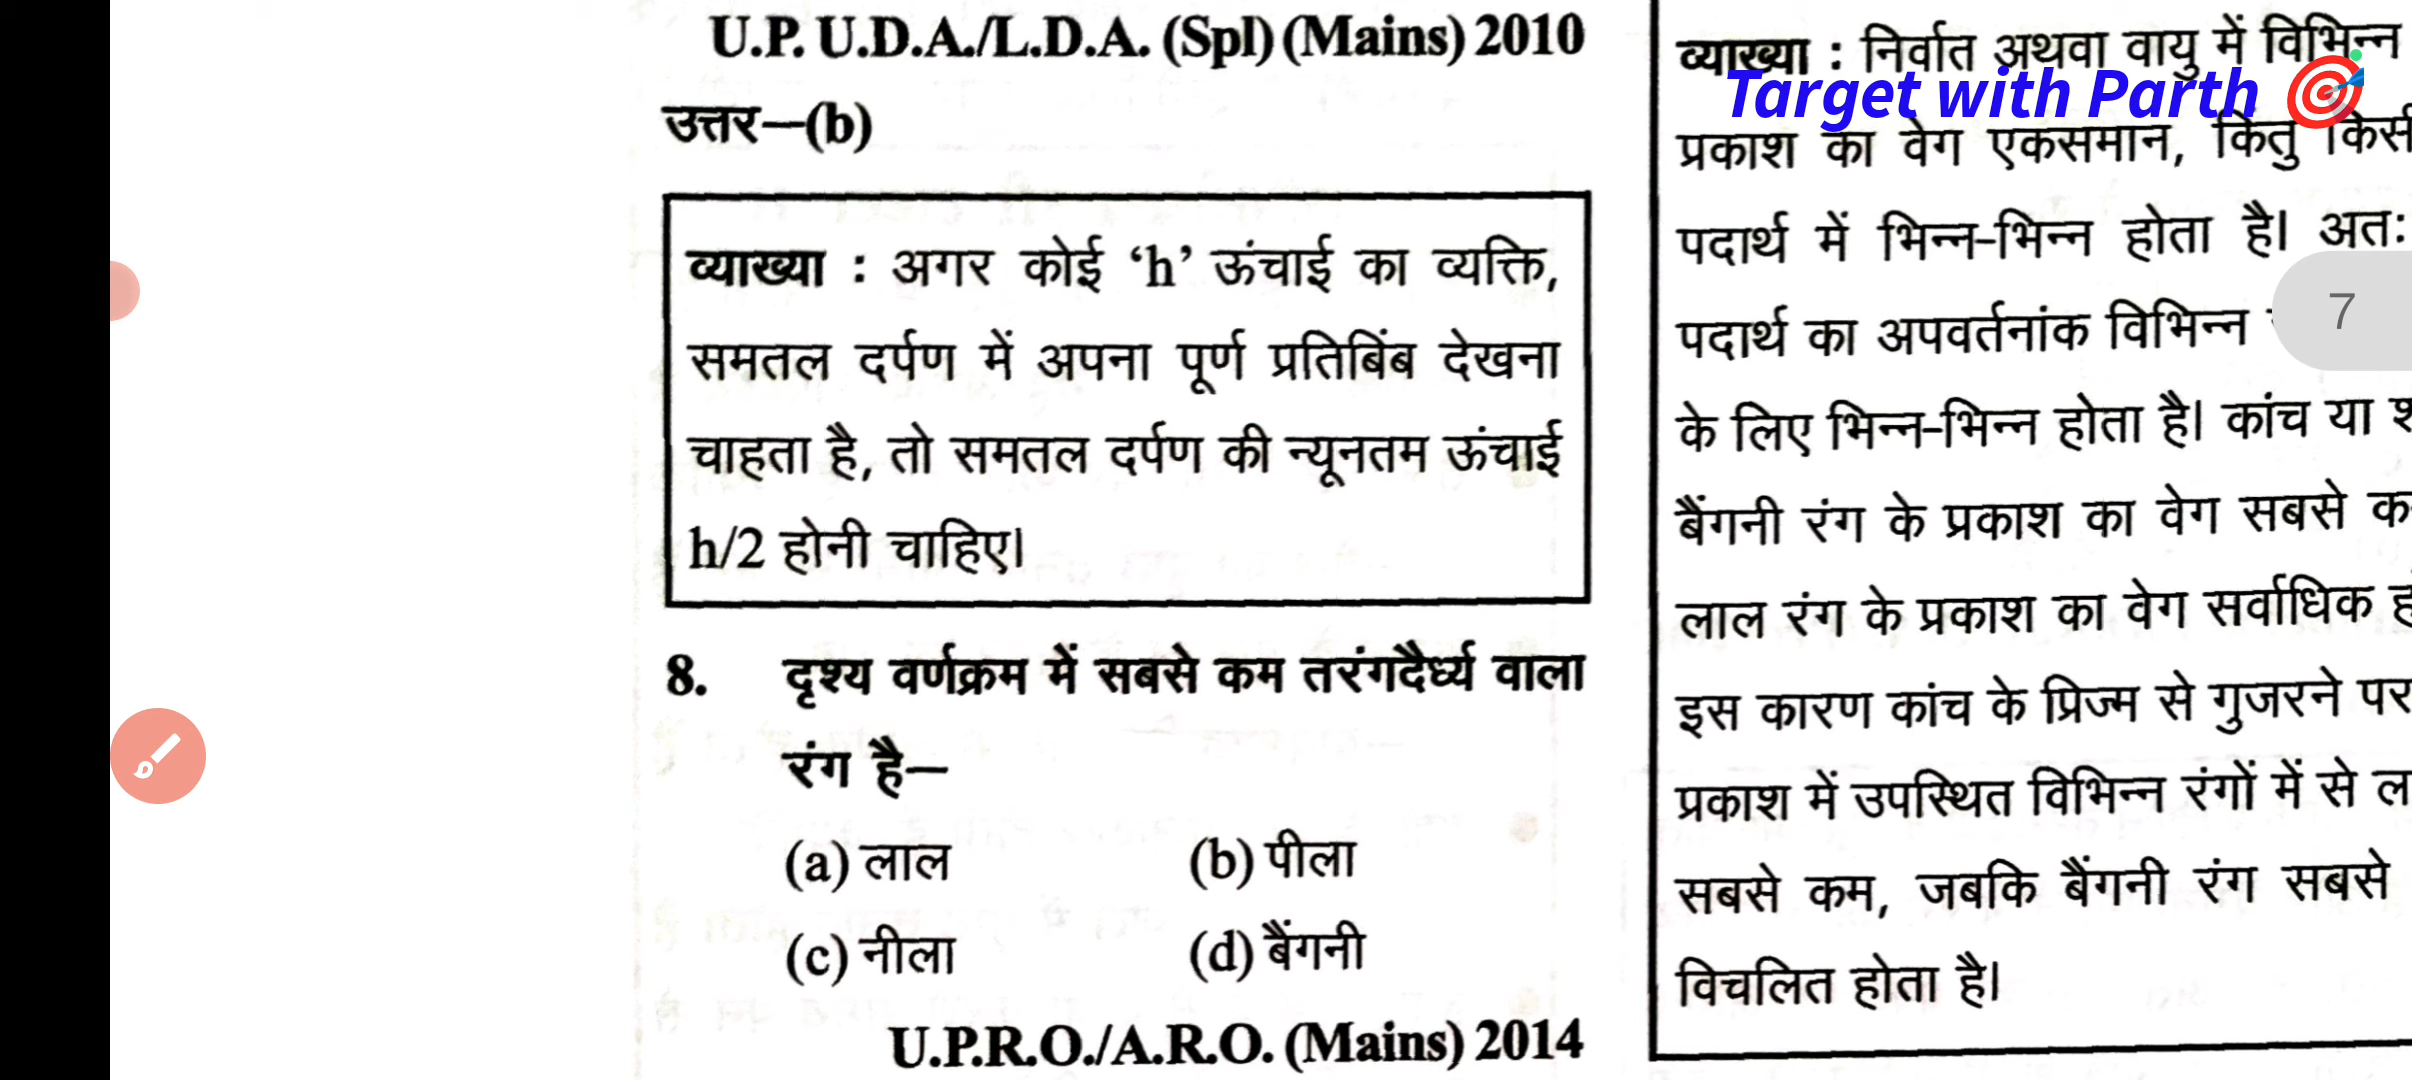 U.P. U.D.A./L.D.A. (Spl) (Mains) 2010
उत्तर—(b)
व्याख्या : अगर कोई ‘h’ ऊंचाई का व्यक्ति,
समतल दर्पण में अपना पूर्ण प्रतिबिंब देखना
चाहता है, तो समतल दर्पण की न्यूनतम ऊंचाई
h/2 होनी चाहिए।
8. दृश्य वर्णक्रम में सबसे कम तरंगदैर्ध्य वाला
रंग है—
(a) लाल (b) पीला
(c) नीला (d) बैंगनी
U.P.R.O./A.R.O. (Mains) 2014
व्याख्या : निर्वात अथवा वायु में विभिन्न
Target with Parth
प्रकाश का वेग एकसमान, किंतु
पदार्थ में भिन्न-भिन्न होता है। अतः
7
पदार्थ का अपवर्तनांक विभिन्न
के लिए भिन्न-भिन्न होता है। कांच या
बैंगनी रंग के प्रकाश का वेग सबसे
लाल रंग के प्रकाश का वेग सर्वाधिक
इस कारण कांच के प्रिज्म से गुजरने पर
प्रकाश में उपस्थित विभिन्न रंगों में से
सबसे कम, जबकि बैंगनी रंग सबसे
विचलित होता है।